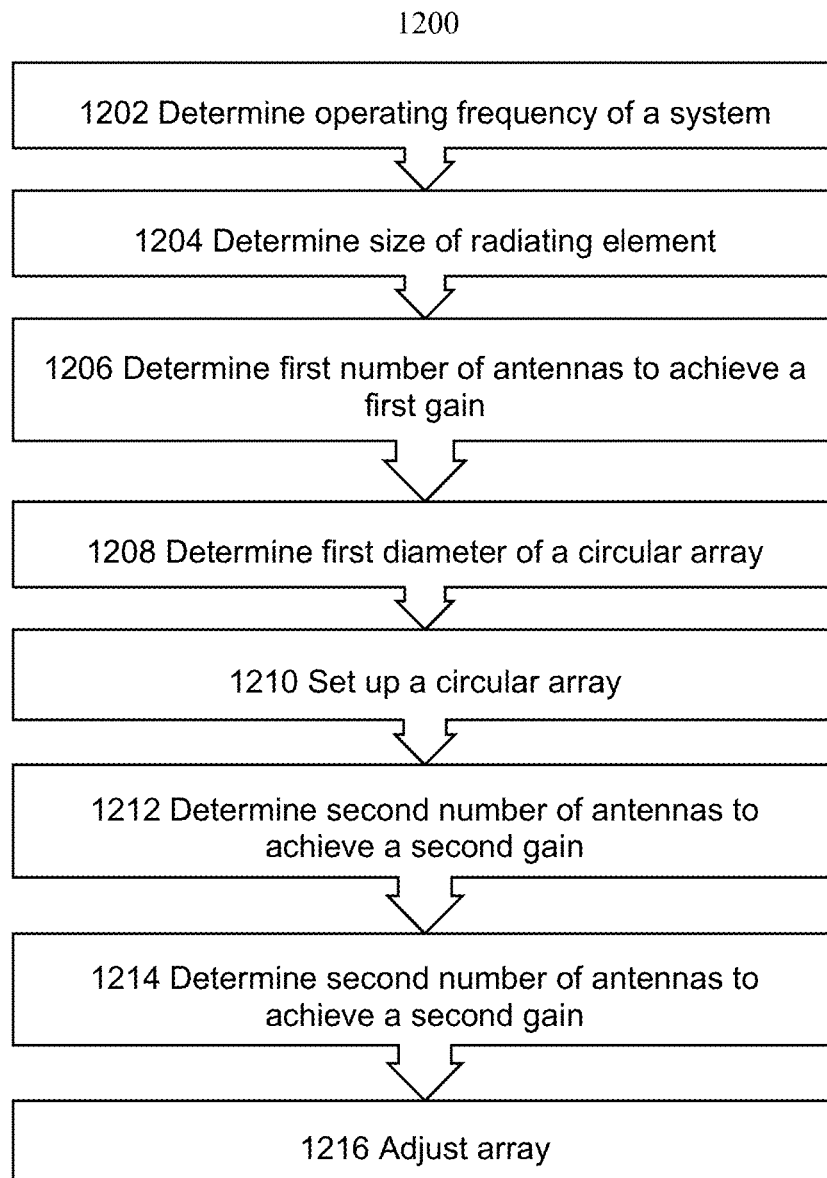 1200
1202 Determine operating frequency of a system
1204 Determine size of radiating element
1206 Determine first number of antennas to achieve a
first gain
1208 Determine first diameter of a circular array
1210 Set up a circular array
1212 Determine second number of antennas to
achieve a second gain
1214 Determine second number of antennas to
achieve a second gain
1216 Adjust array